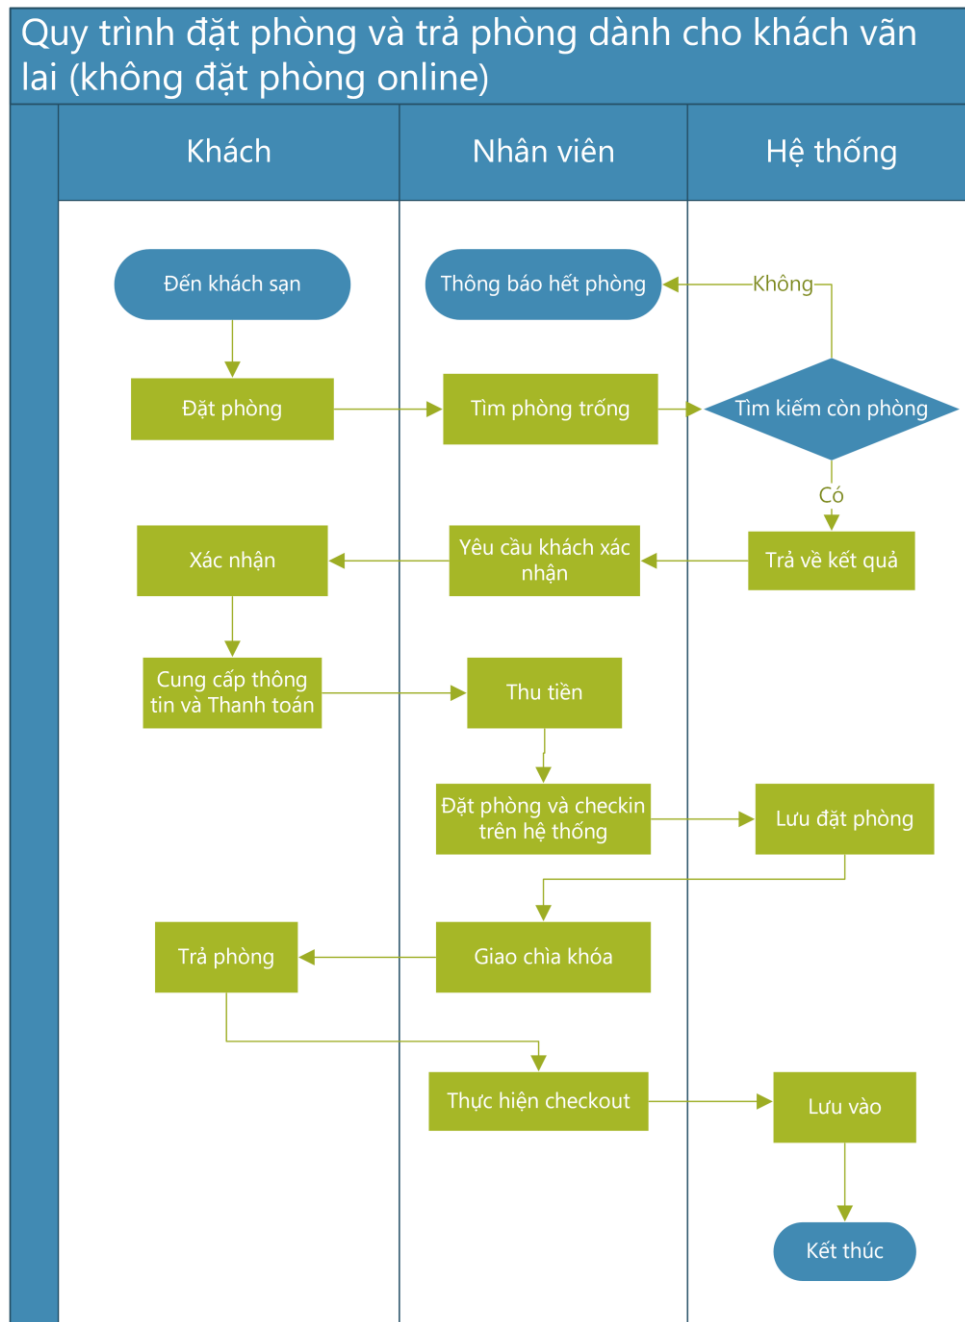 Quy trình đặt phòng và trả phòng dành cho khách vãn
lai (không đặt phòng online)
Khách
Nhân viên
Hệ thống
Đến khách sạn
Thông báo hết phòng
Không
Đặt phòng
Tìm phòng trống
Tìm kiếm còn phòng
Có
Xác nhận
Yêu cầu khách xác
nhận
Trả về kết quả
Cung cấp thông
tin và Thanh toán
Thu tiền
Đặt phòng và checkin
trên hệ thống
Lưu đặt phòng
Trả phòng
Giao chìa khóa
Thực hiện checkout
Lưu vào
Kết thúc